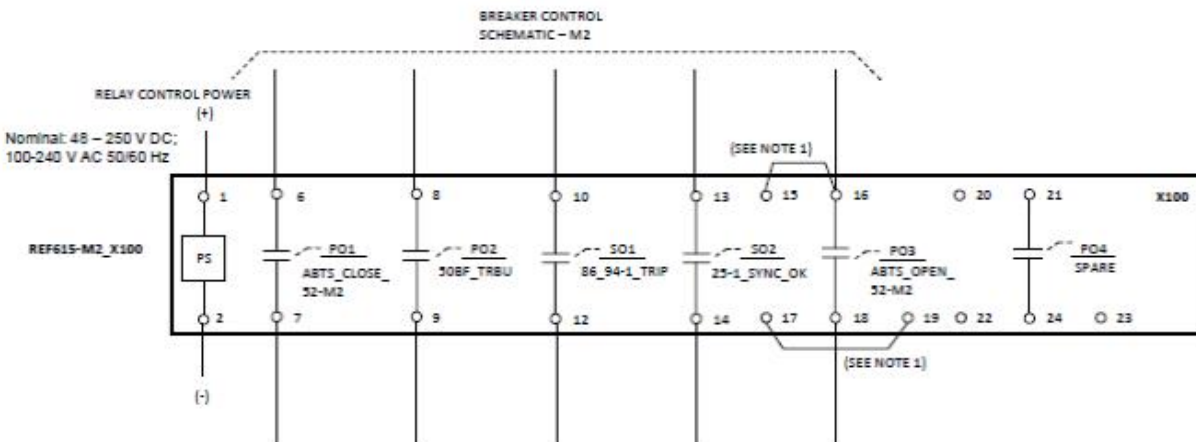 BREAKER CONTROL
SCHEMATIC – M2
RELAY CONTROL POWER
(+)
Nominal: 48 – 250 V DC;
100-240 V AC 50/60 Hz
(SEE NOTE 1)
1 6 8 10 13 15 16 20 21 X100
REF615-M2_X100
PS
PO1
ABTS_CLOSE_
52-M2
PO2
50BF_TRBU
SO1
86_94-1_TRIP
SO2
25-1_SYNC_OK
PO3
ABTS_OPEN_
52-M2
PO4
SPARE
2 7 9 12 14 17 18 19 22 24 23
(SEE NOTE 1)
(-)